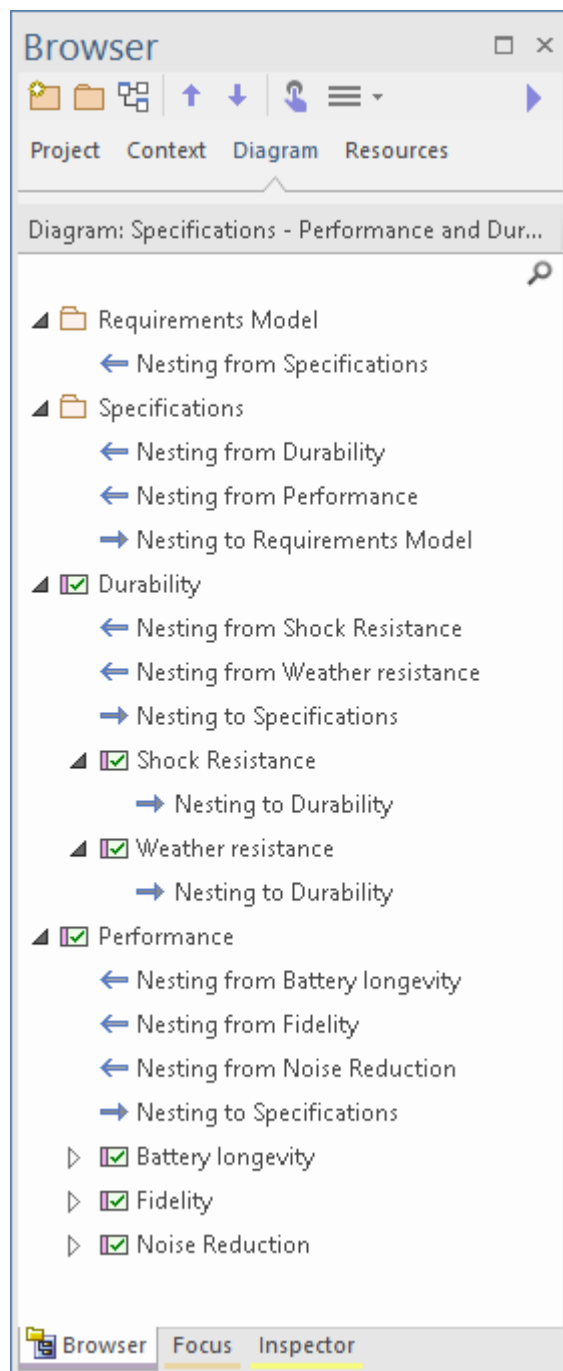 Browser
Project Context Diagram Resources
Diagram: Specifications - Performance and Dur...
Requirements Model
Nesting from Specifications
Specifications
Nesting from Durability
Nesting from Performance
Nesting to Requirements Model
Durability
Nesting from Shock Resistance
Nesting from Weather resistance
Nesting to Specifications
Shock Resistance
Nesting to Durability
Weather resistance
Nesting to Durability
Performance
Nesting from Battery longevity
Nesting from Fidelity
Nesting from Noise Reduction
Nesting to Specifications
Battery longevity
Fidelity
Noise Reduction
Browser Focus Inspector